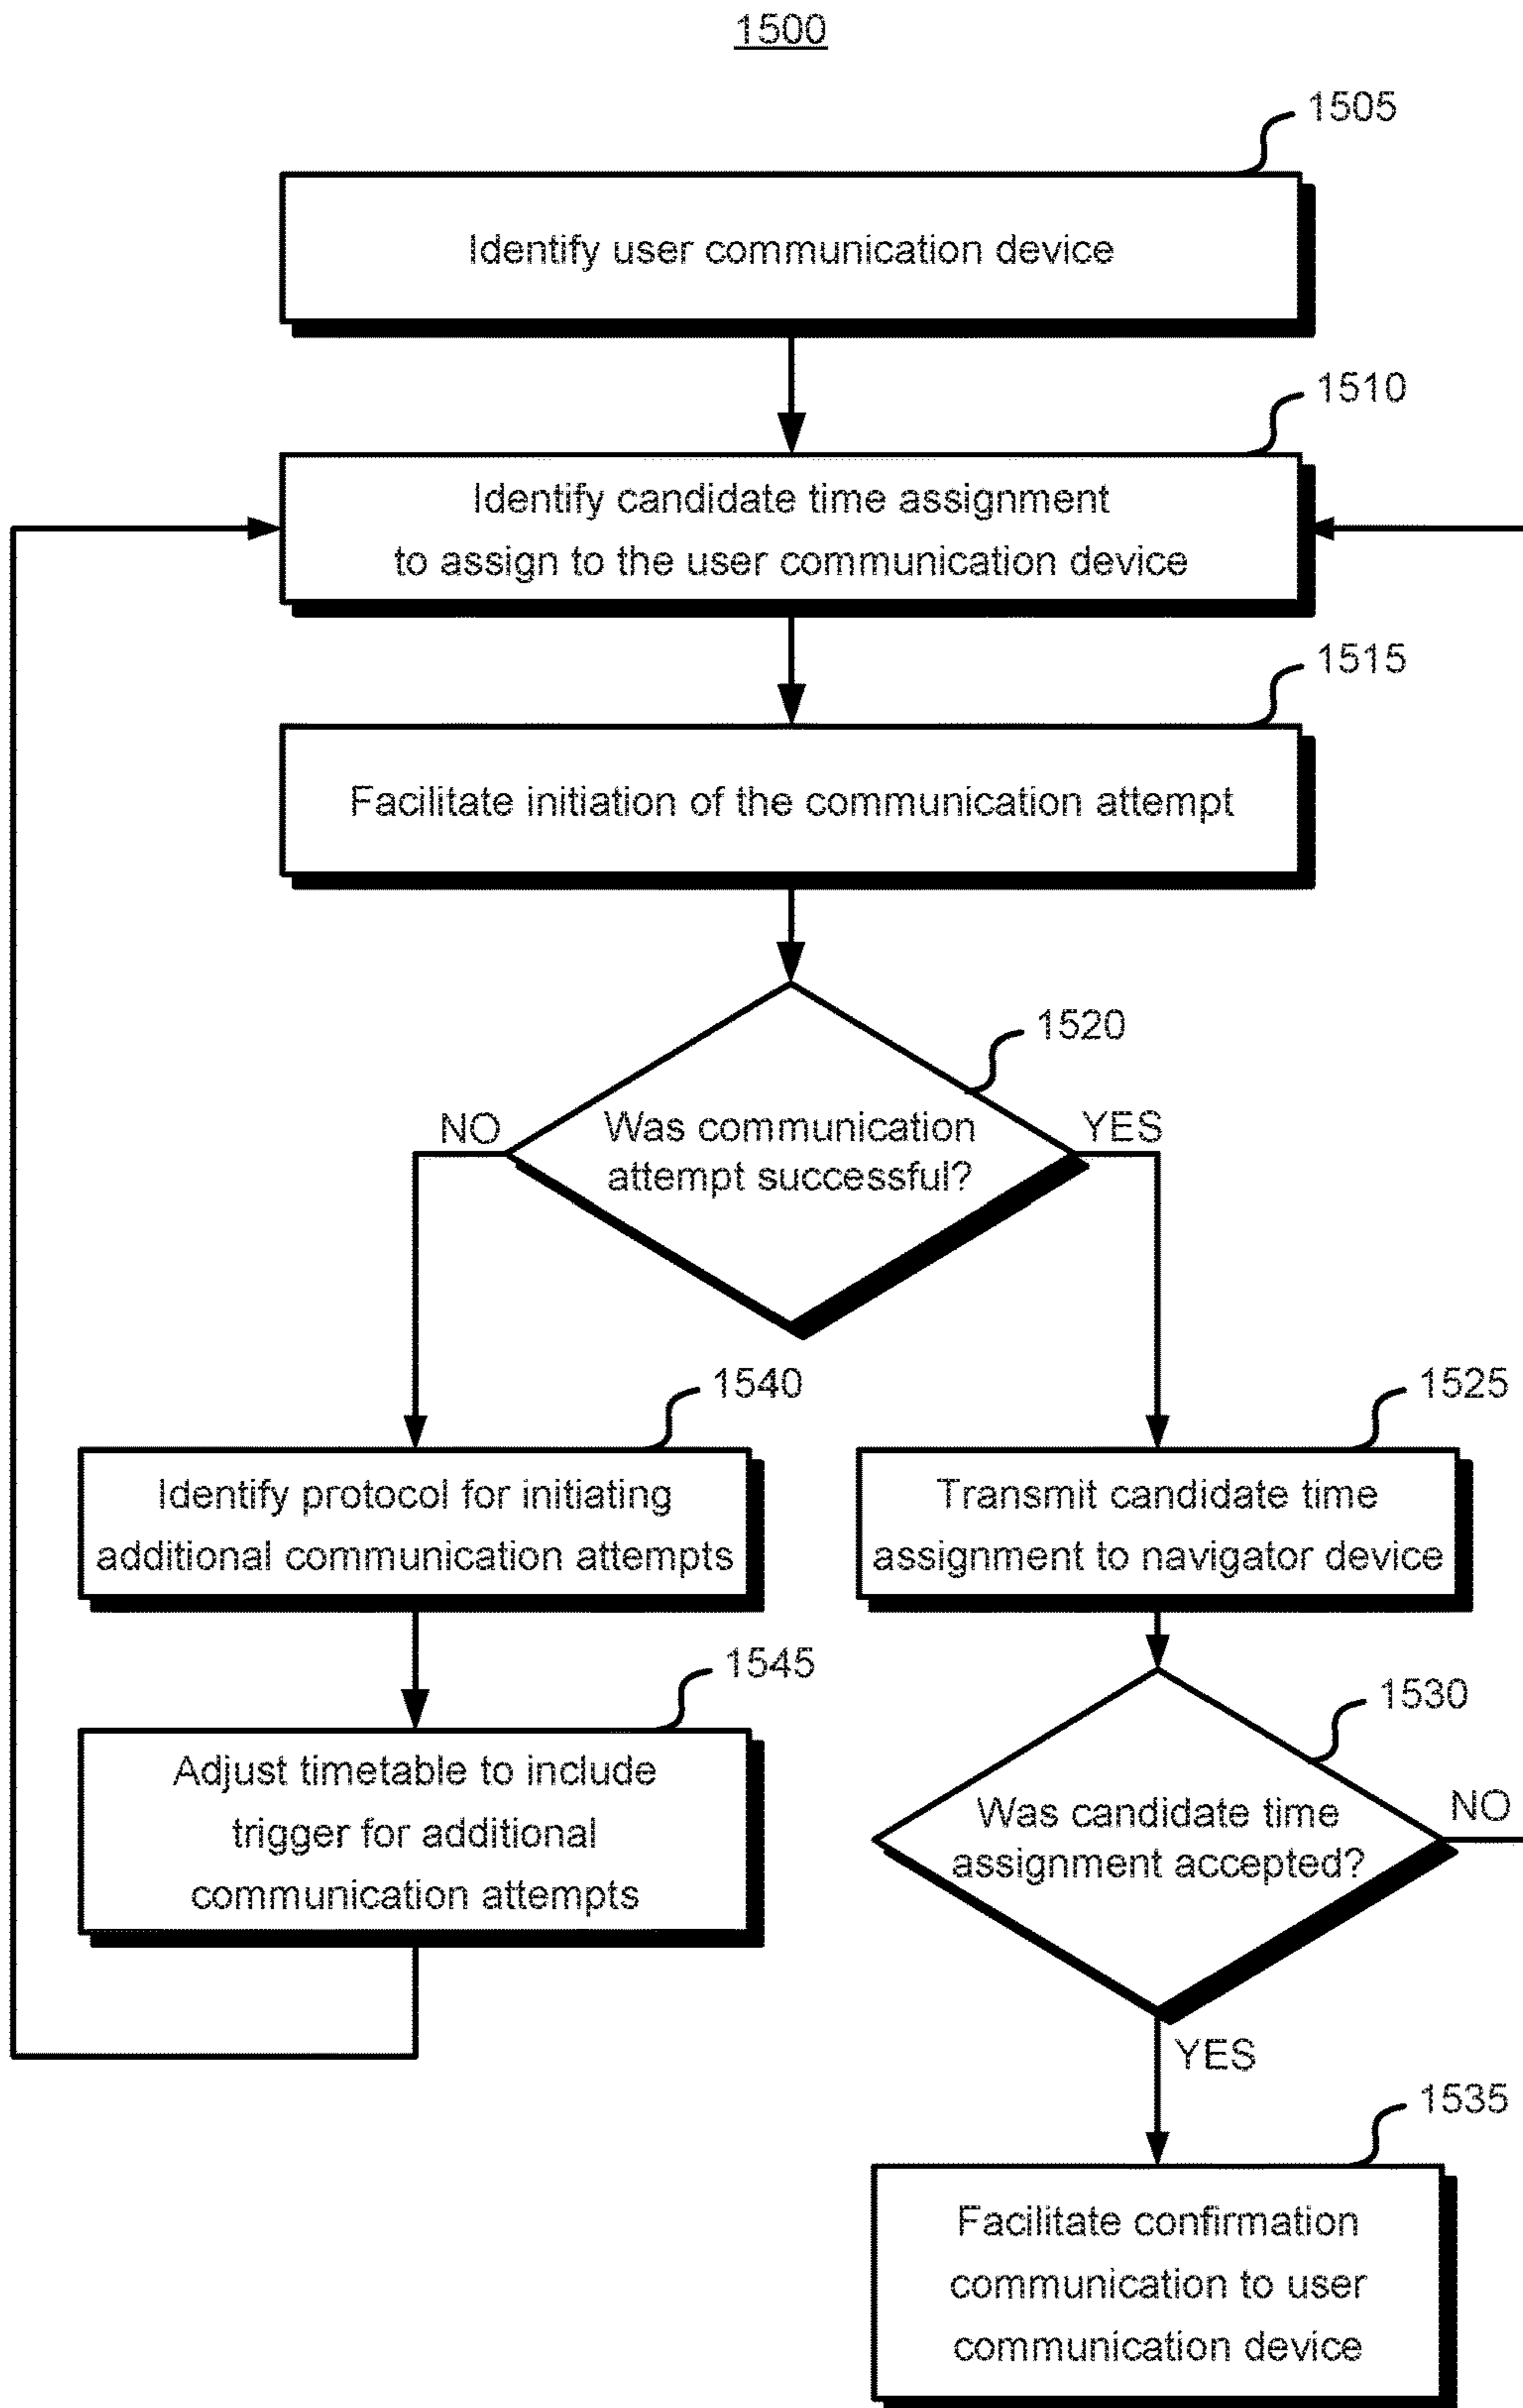 1500
1505
Identify user communication device
1510
Identify candidate time assignment
to assign to the user communication device
1515
Facilitate initiation of the communication attempt
1520
Was communication
attempt successful?
NO
YES
1540
Identify protocol for initiating
additional communication attempts
1525
Transmit candidate time
assignment to navigator device
1545
Adjust timetable to include
trigger for additional
communication attempts
1530
Was candidate time
assignment accepted?
NO
YES
1535
Facilitate confirmation
communication to user
communication device